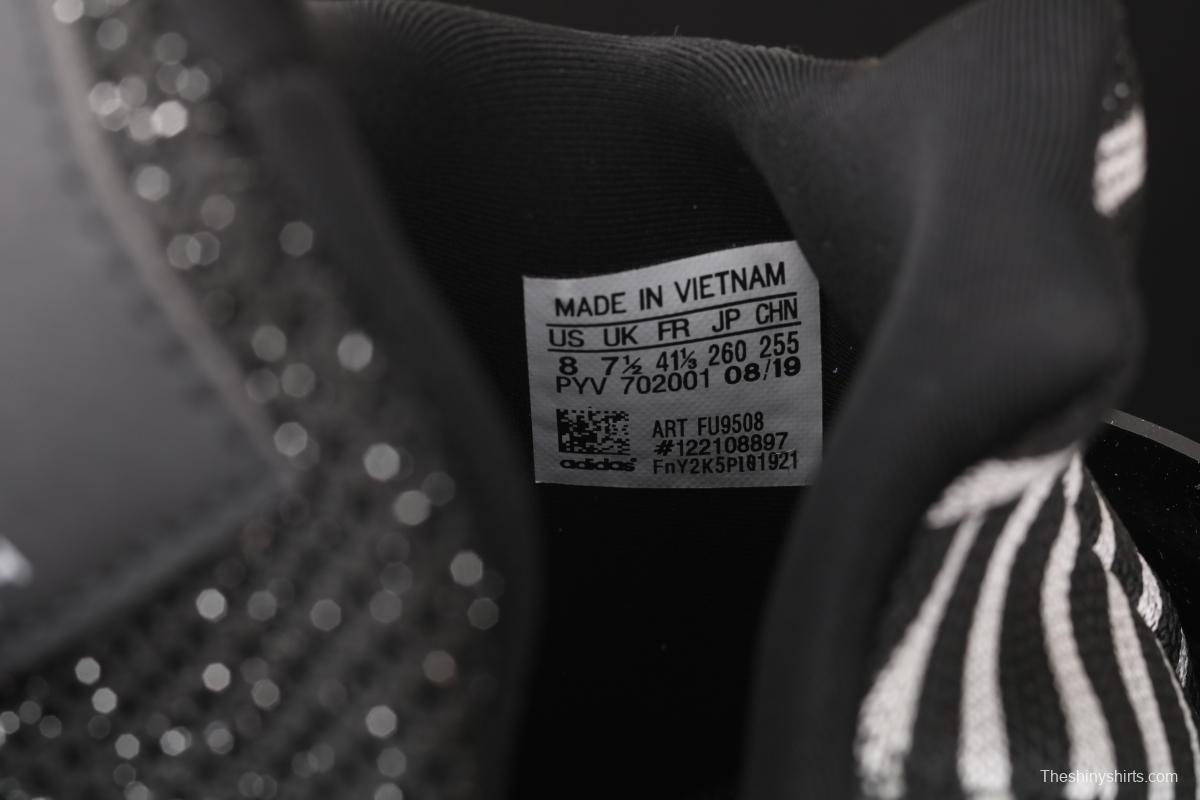 MADE IN VIETNAM
US UK FR JP CHN
8 7½ 41⅓ 260 255
PYV 702001 08/19
ART FU9508
#122108897
adidas FnY2K5P101921
Theshinyshirts.com